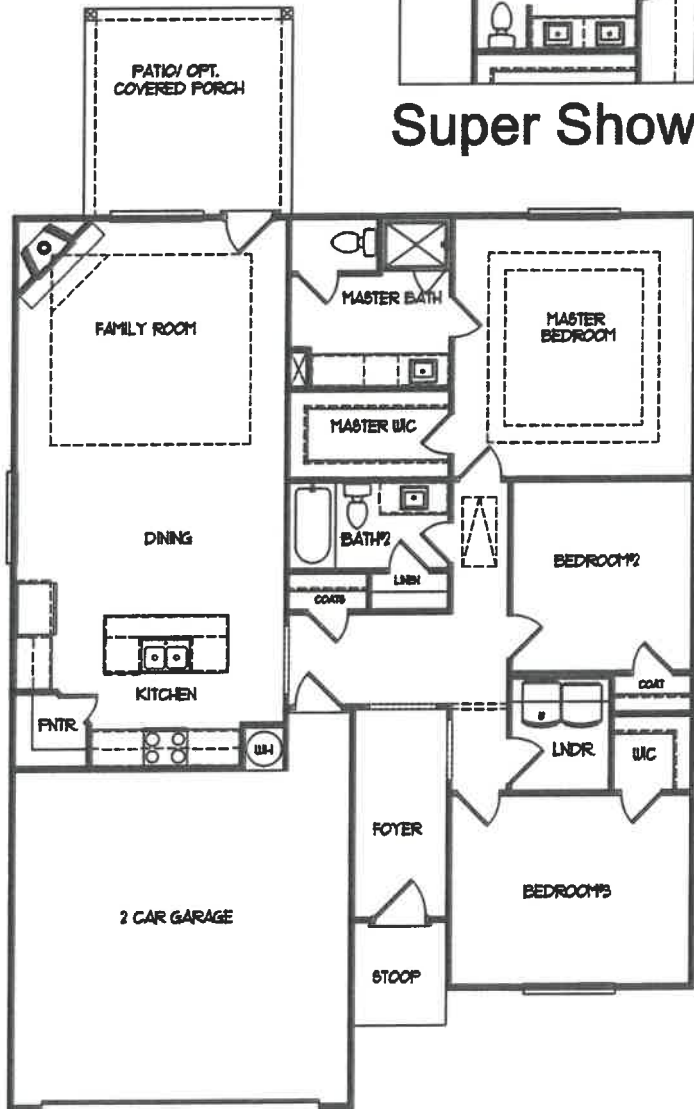 Super Show
PATIO/ OPT.
COVERED PORCH
FAMILY ROOM
MASTER BATH
MASTER
BEDROOM
MASTER WIC
DINING
BATH#2
BEDROOM#2
LINEN
COATS
KITCHEN
COAT
PNTR.
WH
LNDR.
WIC
FOYER
BEDROOM#3
2 CAR GARAGE
STOOP